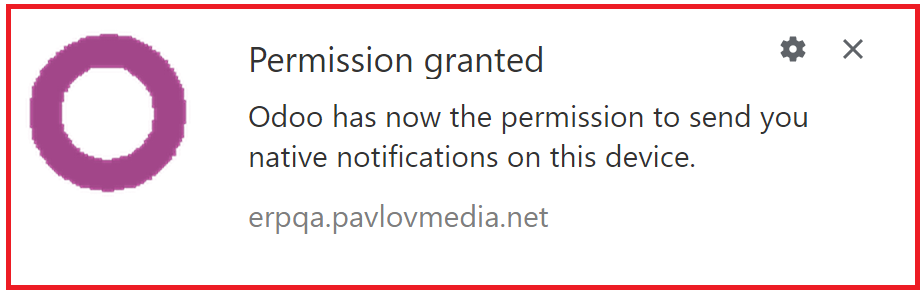 Permission granted
Odoo has now the permission to send you
native notifications on this device.
erpqa.pavlovmedia.net